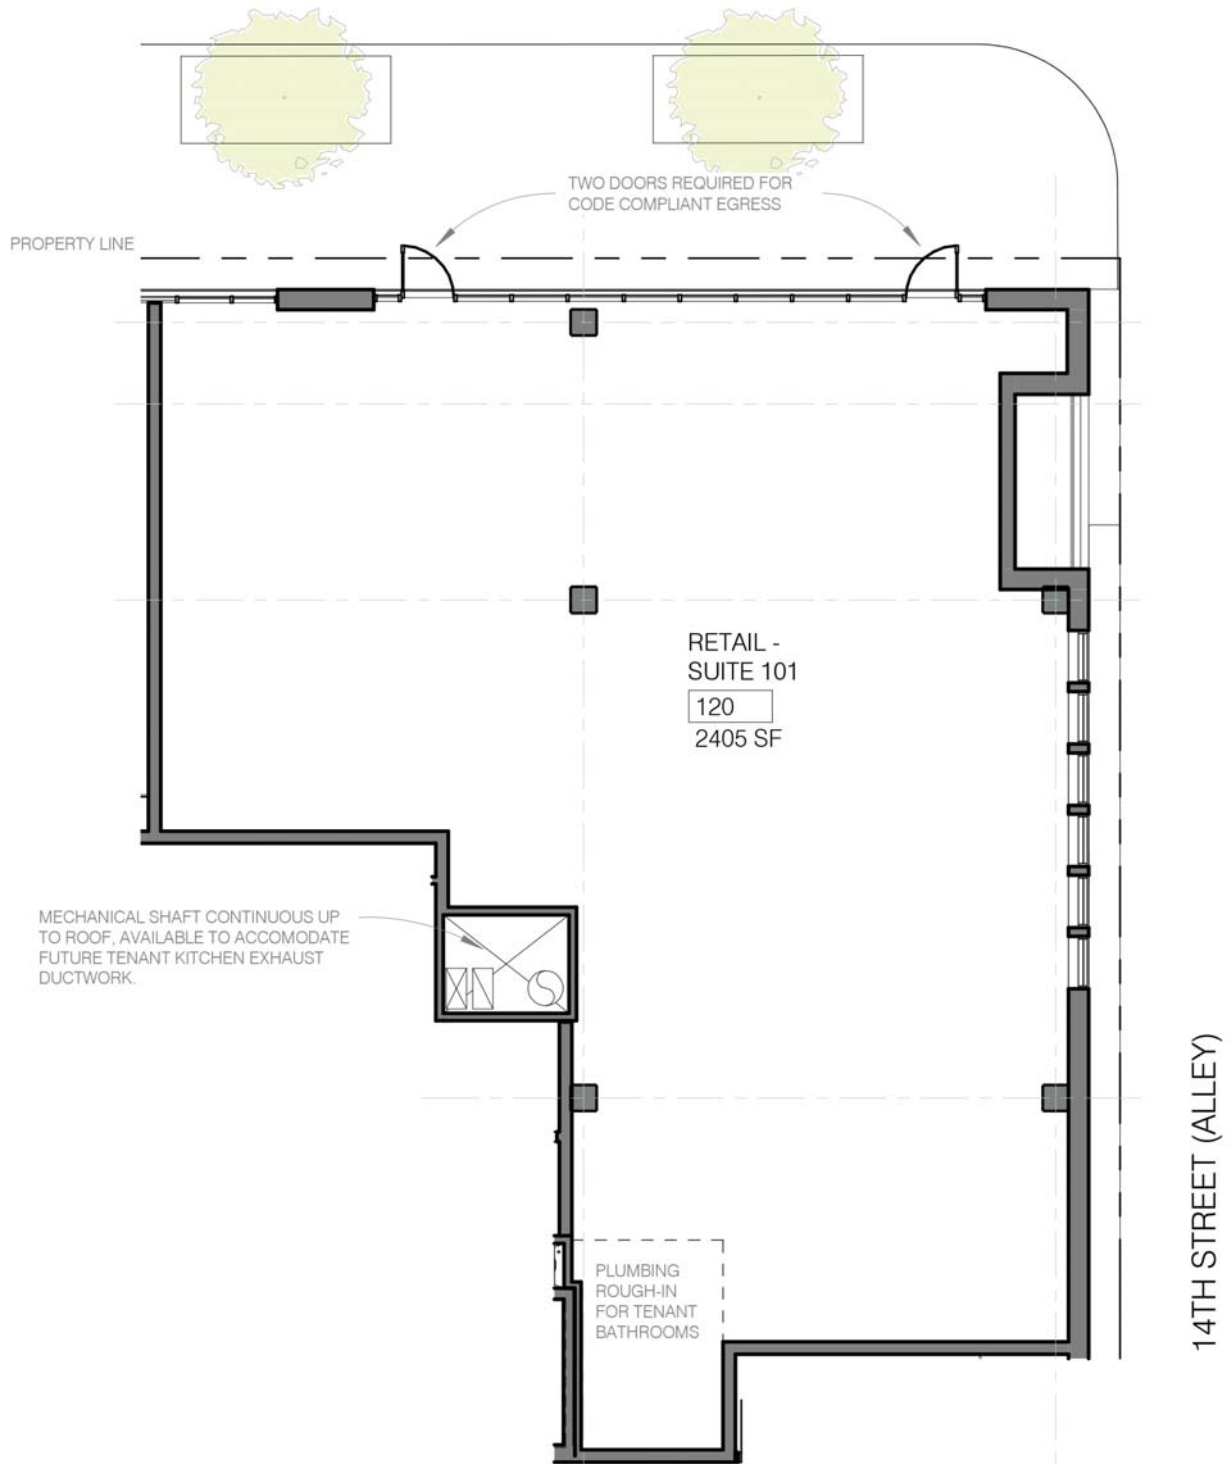 TWO DOORS REQUIRED FOR
CODE COMPLIANT EGRESS
PROPERTY LINE
RETAIL -
SUITE 101
120
2405 SF
MECHANICAL SHAFT CONTINUOUS UP
TO ROOF, AVAILABLE TO ACCOMODATE
FUTURE TENANT KITCHEN EXHAUST
DUCTWORK.
14TH STREET (ALLEY)
PLUMBING
ROUGH-IN
FOR TENANT
BATHROOMS